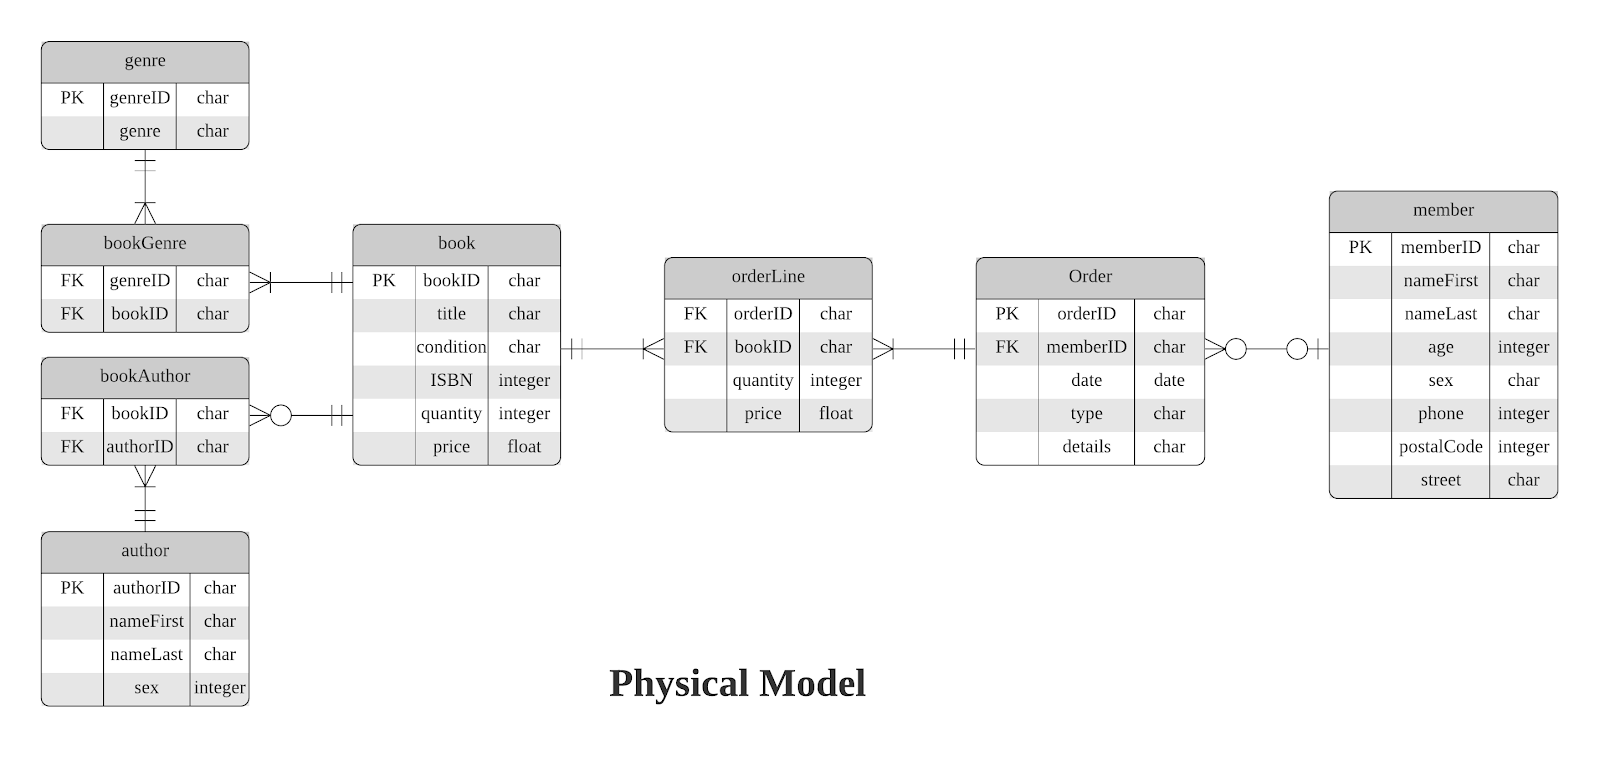 genre
PK genreID char
genre char
bookGenre
FK genreID char
FK bookID char
bookAuthor
FK bookID char
FK authorID char
author
PK authorID char
nameFirst char
nameLast char
sex integer
book
PK bookID char
title char
condition char
ISBN integer
quantity integer
price float
orderLine
FK orderID char
FK bookID char
quantity integer
price float
Order
PK orderID char
FK memberID char
date date
type char
details char
member
PK memberID char
nameFirst char
nameLast char
age integer
sex char
phone integer
postalCode integer
street char
Physical Model